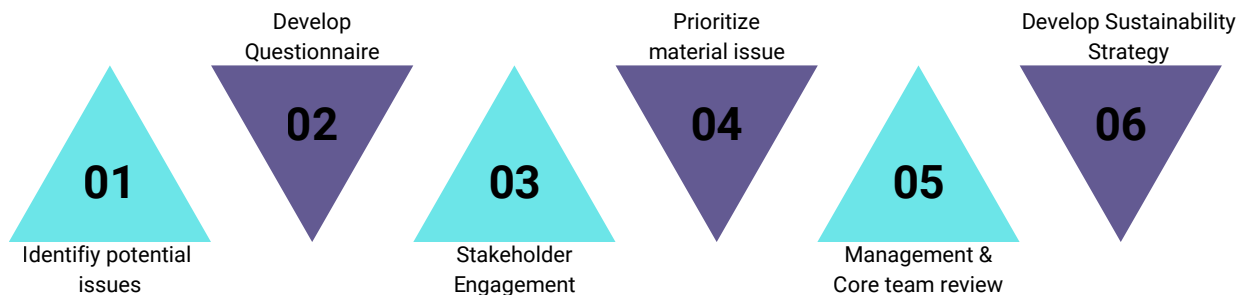 01
Identifiy potential
issues
Develop
Questionnaire
02
03
Stakeholder
Engagement
Prioritize
material issue
04
05
Management &
Core team review
Develop Sustainability
Strategy
06